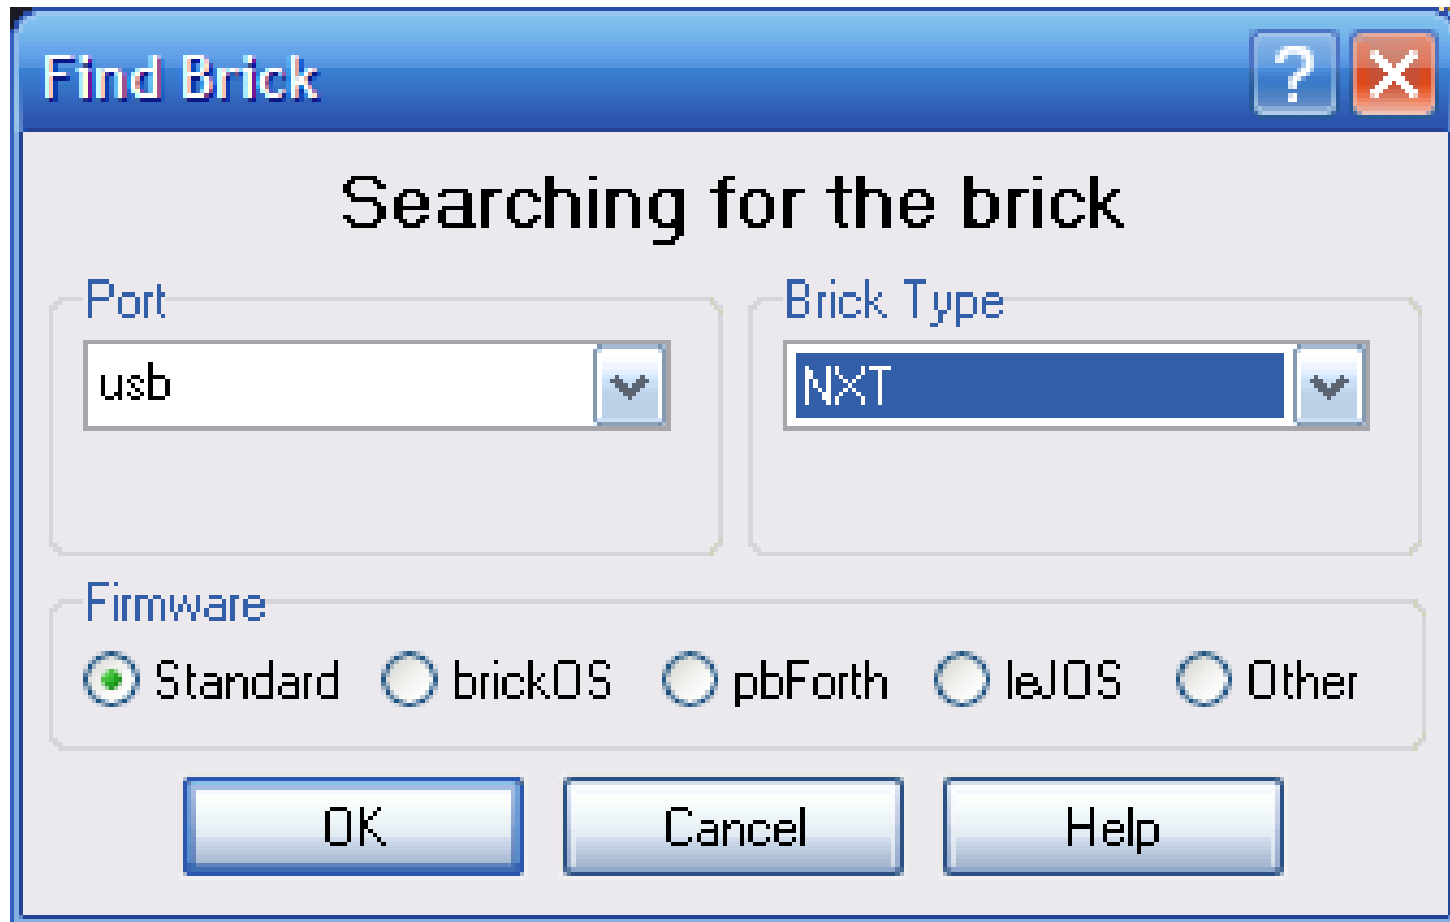 Find Brick
Searching for the brick
Port
Brick Type
usb
NXT
Firmware
Standard brickOS pbForth leJOS Other
OK Cancel Help